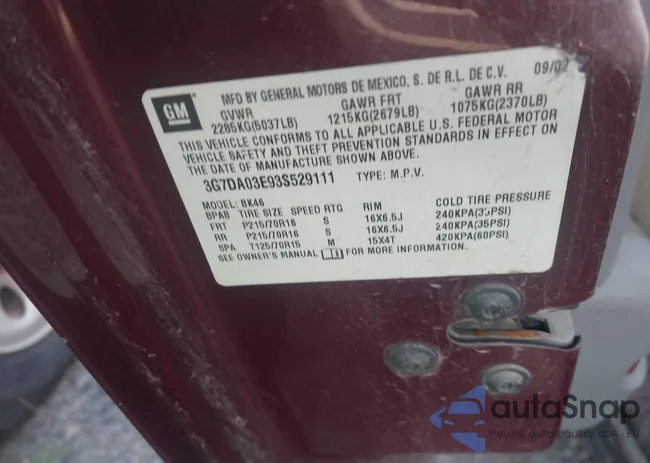 GM
MFD BY GENERAL MOTORS DE MEXICO, S. DE R.L. DE C.V. 09/02
GVWR GAWR FRT GAWR RR
2285KG(5037LB) 1215KG(2679LB) 1075KG(2370LB)
THIS VEHICLE CONFORMS TO ALL APPLICABLE U.S. FEDERAL MOTOR
VEHICLE SAFETY AND THEFT PREVENTION STANDARDS IN EFFECT ON
THE DATE OF MANUFACTURE SHOWN ABOVE.
3G7DA03E93S529111 TYPE: M.P.V.
MODEL: BK46
BPAB TIRE SIZE SPEED RTG RIM COLD TIRE PRESSURE
FRT P215/70R16 S 16X6.5J 240KPA(35PSI)
RR P215/70R16 S 16X6.5J 240KPA(35PSI)
SPA T125/70R15 M 15X4T 420KPA(60PSI)
SEE OWNER'S MANUAL FOR MORE INFORMATION.
autaSnap